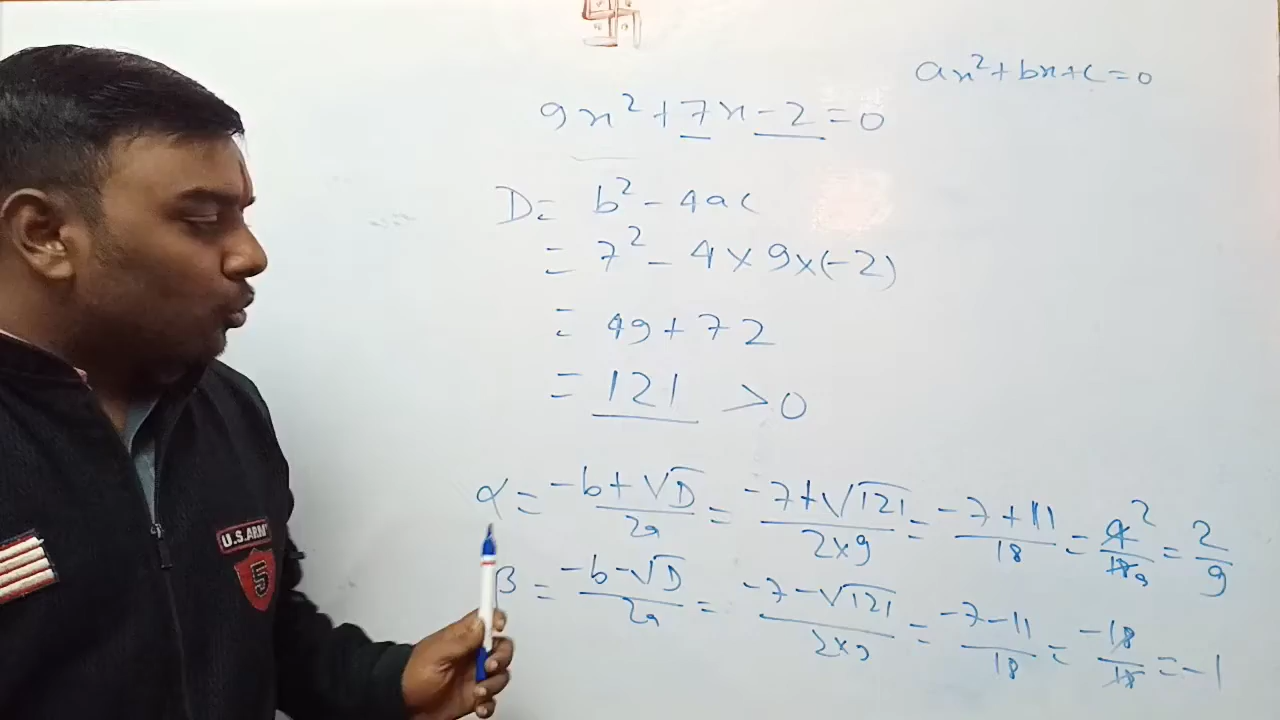 ax²+bx+c=0
9x²+7x-2=0
D= b²-4ac
= 7²-4×9×(-2)
= 49+72
= 121 >0
α= (-b+√D)/2a = (-7+√121)/2×9 = (-7+11)/18 = 4/18 2 9 = 2/9
β= (-b-√D)/2a = (-7-√121)/2×9 = (-7-11)/18 = -18/18 = -1
U.S.ARMY
5